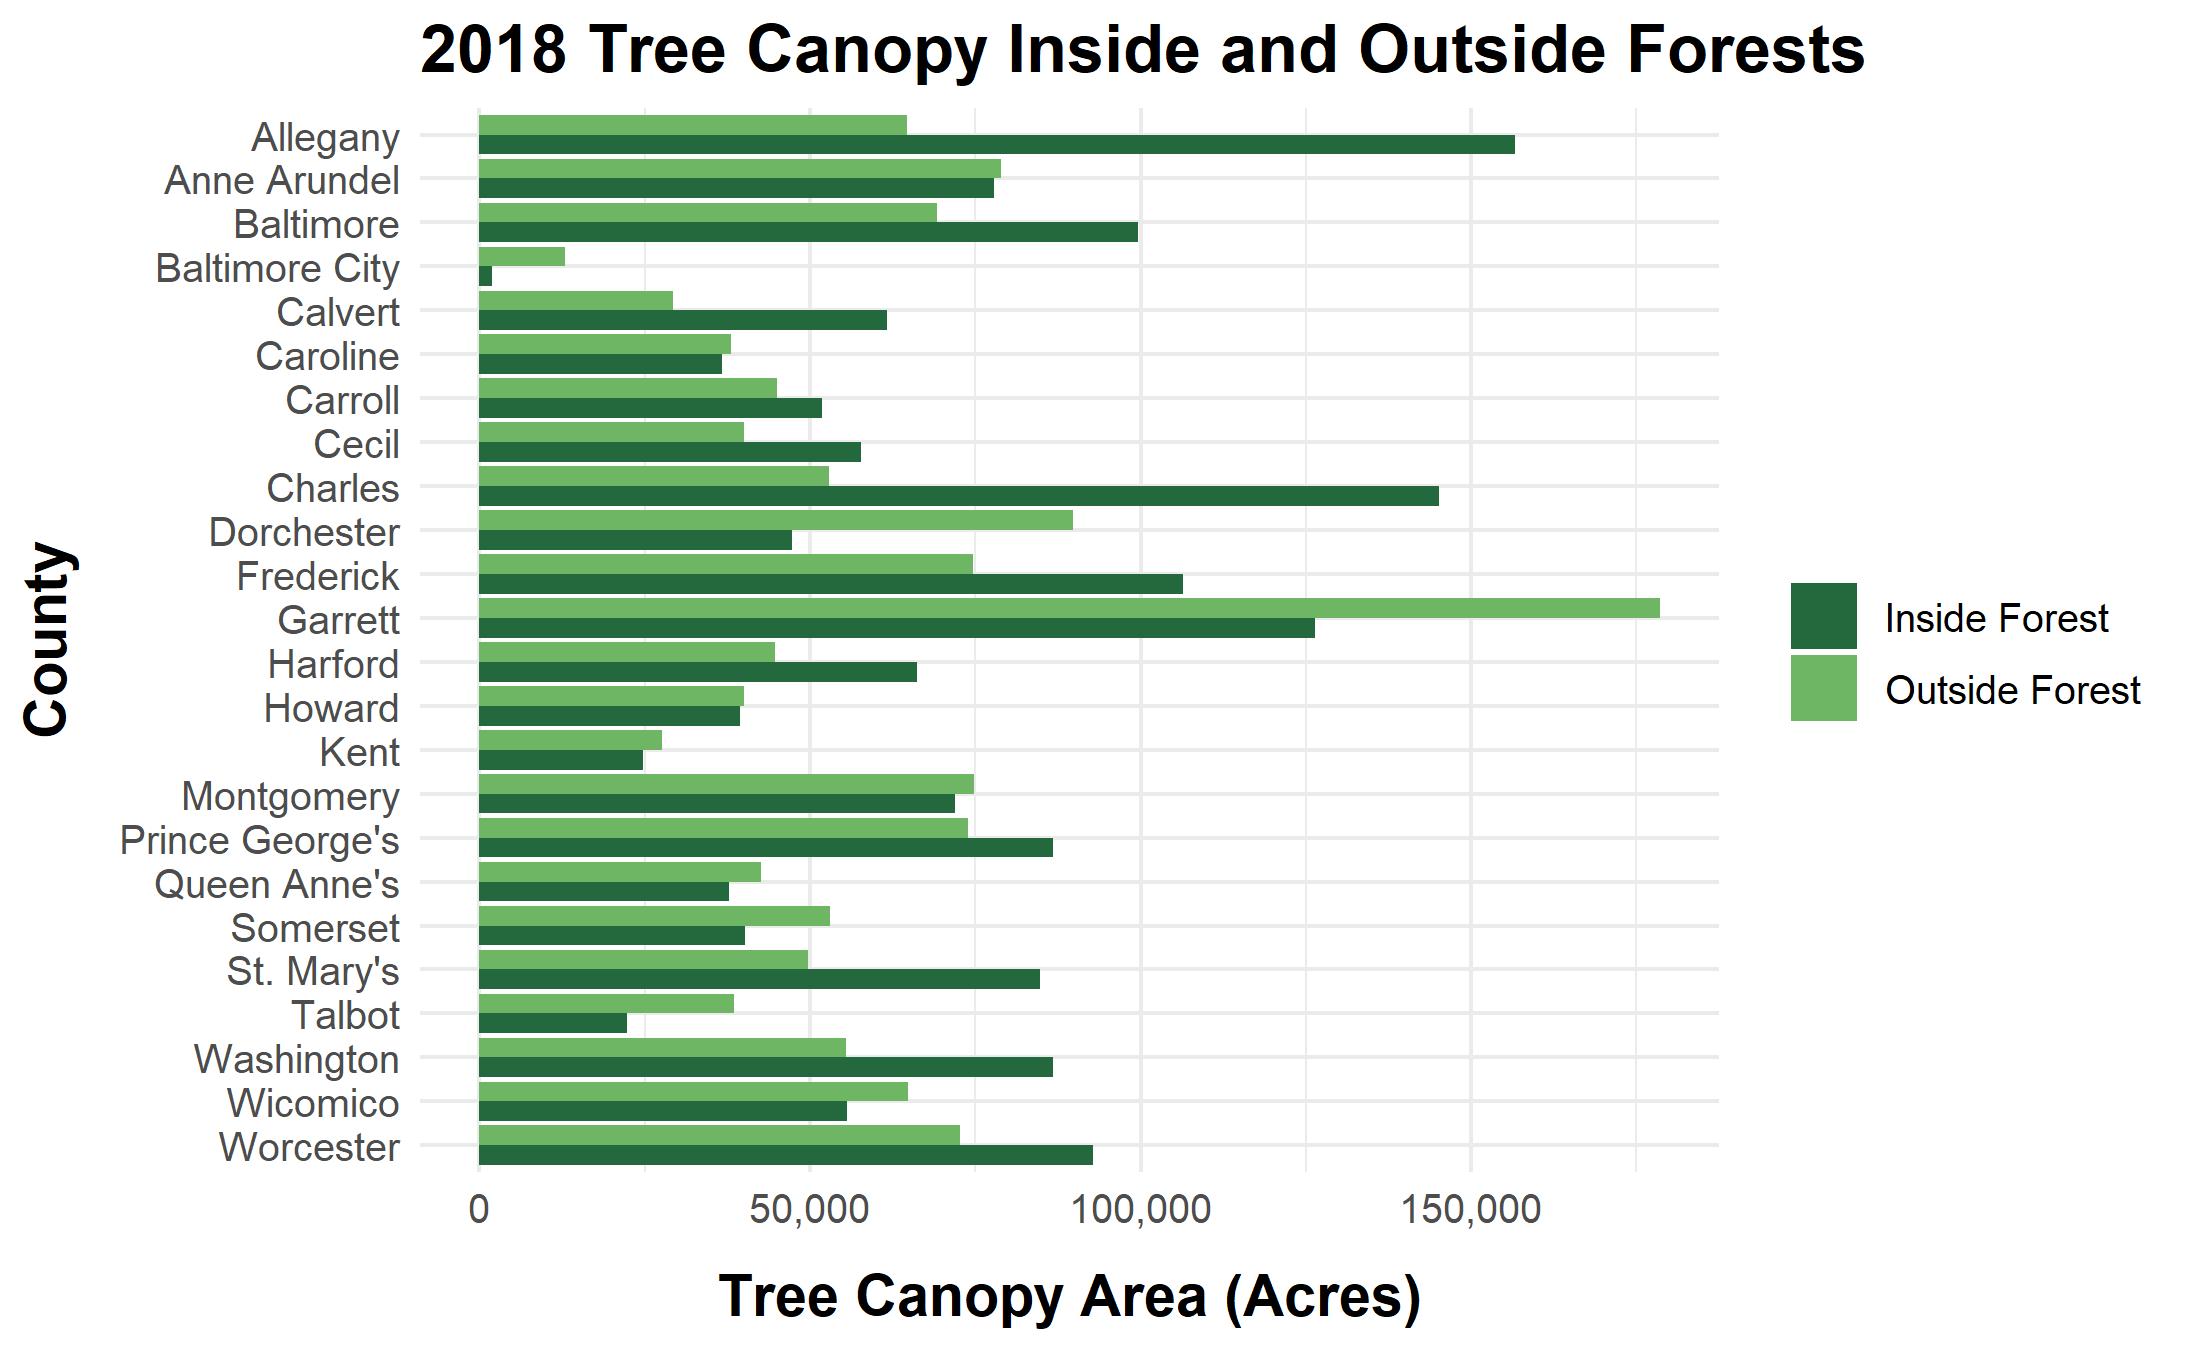 2018 Tree Canopy Inside and Outside Forests
County
Allegany
Anne Arundel
Baltimore
Baltimore City
Calvert
Caroline
Carroll
Cecil
Charles
Dorchester
Frederick
Garrett
Harford
Howard
Kent
Montgomery
Prince George's
Queen Anne's
Somerset
St. Mary's
Talbot
Washington
Wicomico
Worcester
0 50,000 100,000 150,000
Tree Canopy Area (Acres)
Inside Forest
Outside Forest